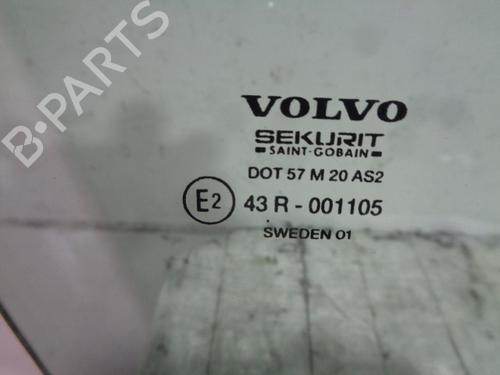 B-PARTS
VOLVO
SEKURIT
SAINT-GOBAIN
DOT 57 M 20 AS2
E2 43 R - 001105
SWEDEN 01